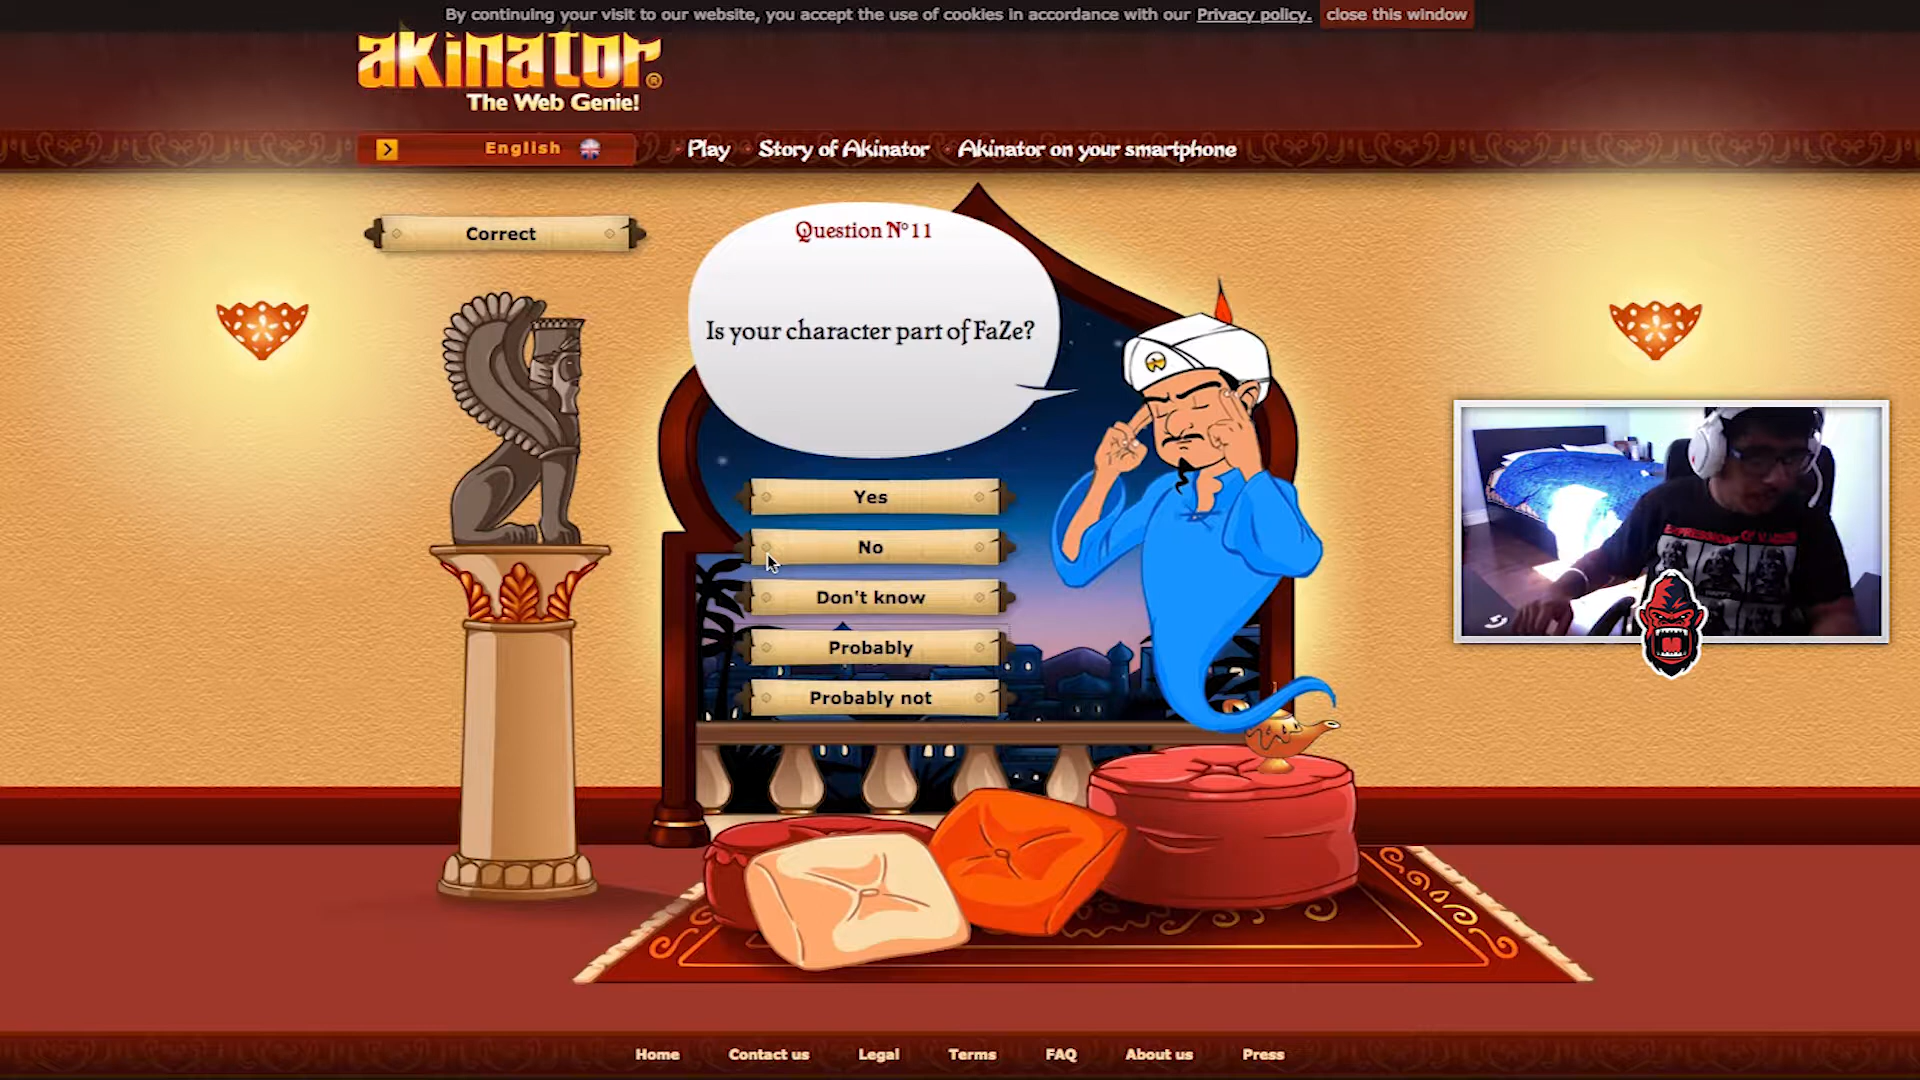 By continuing your visit to our website, you accept the use of cookies in accordance with our Privacy policy. close this window
akinator®
The Web Genie!
English
Play
Story of Akinator
Akinator on your smartphone
Correct
Question N°11
Is your character part of FaZe?
Yes
No
Don't know
Probably
Probably not
Home Contact us Legal Terms FAQ About us Press